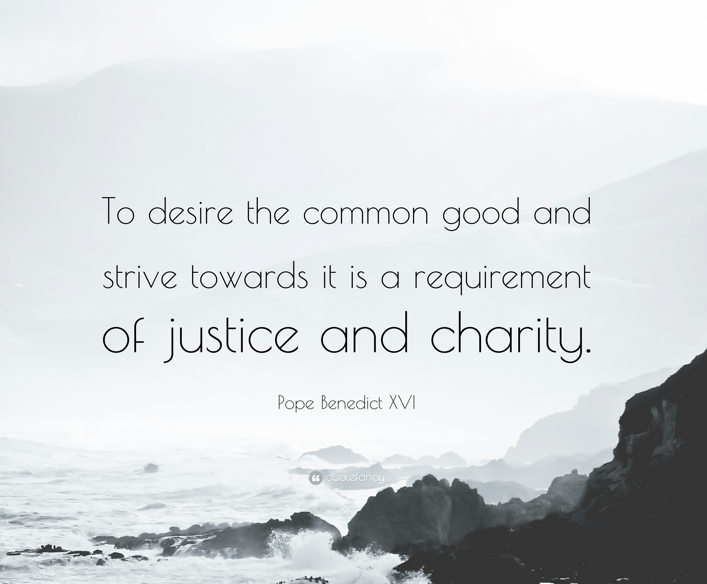 To desire the common good and
strive towards it is a requirement
of justice and charity.
Pope Benedict XVI
quotefancy